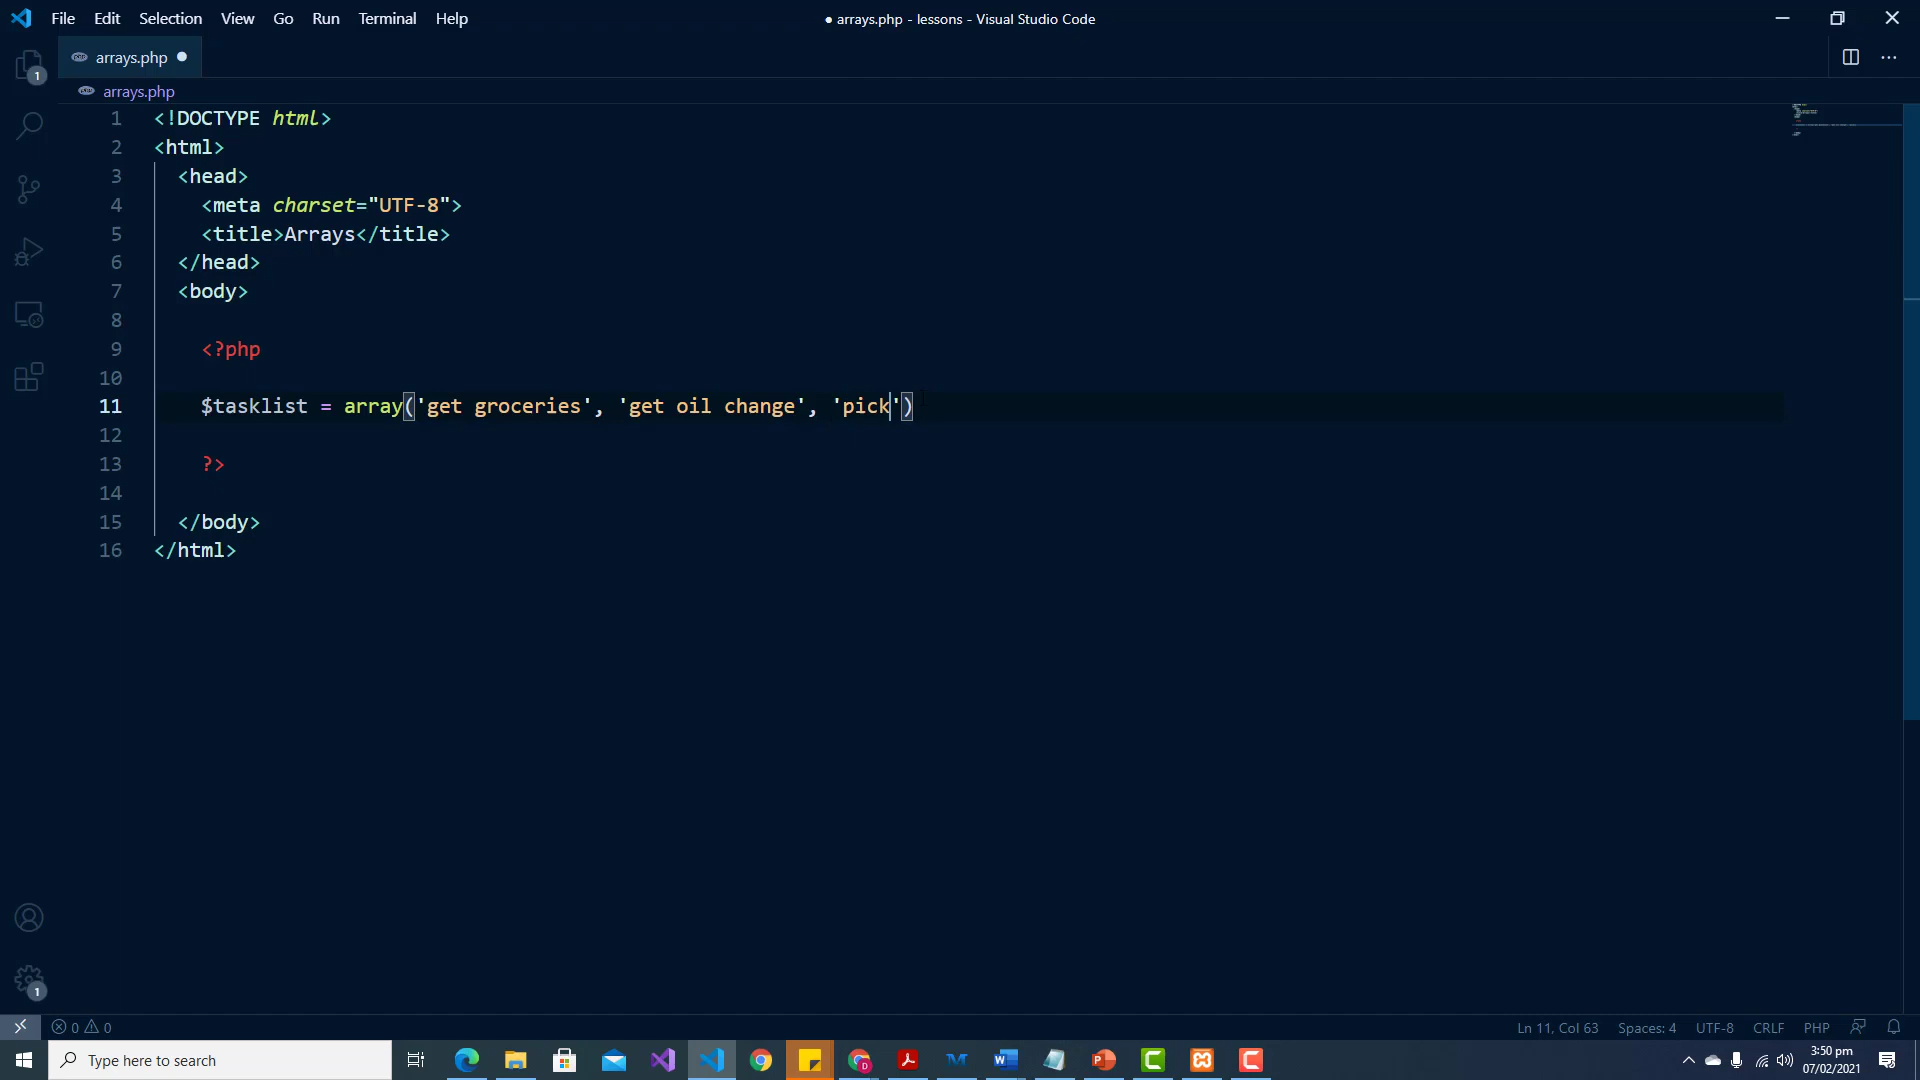 File Edit Selection View Go Run Terminal Help
● arrays.php - lessons - Visual Studio Code
arrays.php
arrays.php
1 <!DOCTYPE html>
2 <html>
3 <head>
4 <meta charset="UTF-8">
5 <title>Arrays</title>
6 </head>
7 <body>
8
9 <?php
10
11 $tasklist = array('get groceries', 'get oil change', 'pick')
12
13 ?>
14
15 </body>
16 </html>
1
1
0 0
Ln 11, Col 63 Spaces: 4 UTF-8 CRLF PHP
Type here to search
3:50 pm
07/02/2021